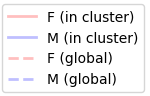 F (in cluster)
M (in cluster)
F (global)
M (global)